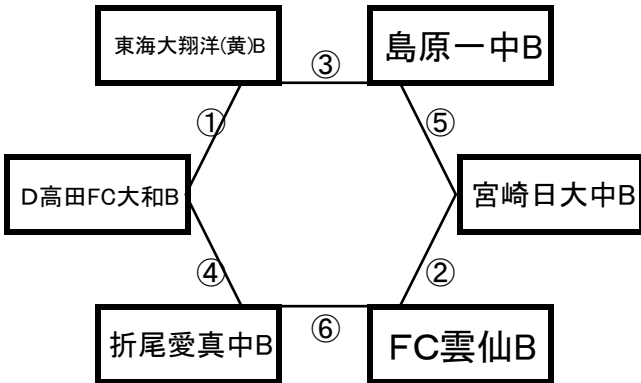 東海大翔洋(黄)B
③
島原一中B
①
⑤
D高田FC大和B
宮崎日大中B
④
②
折尾愛真中B
⑥
FC雲仙B